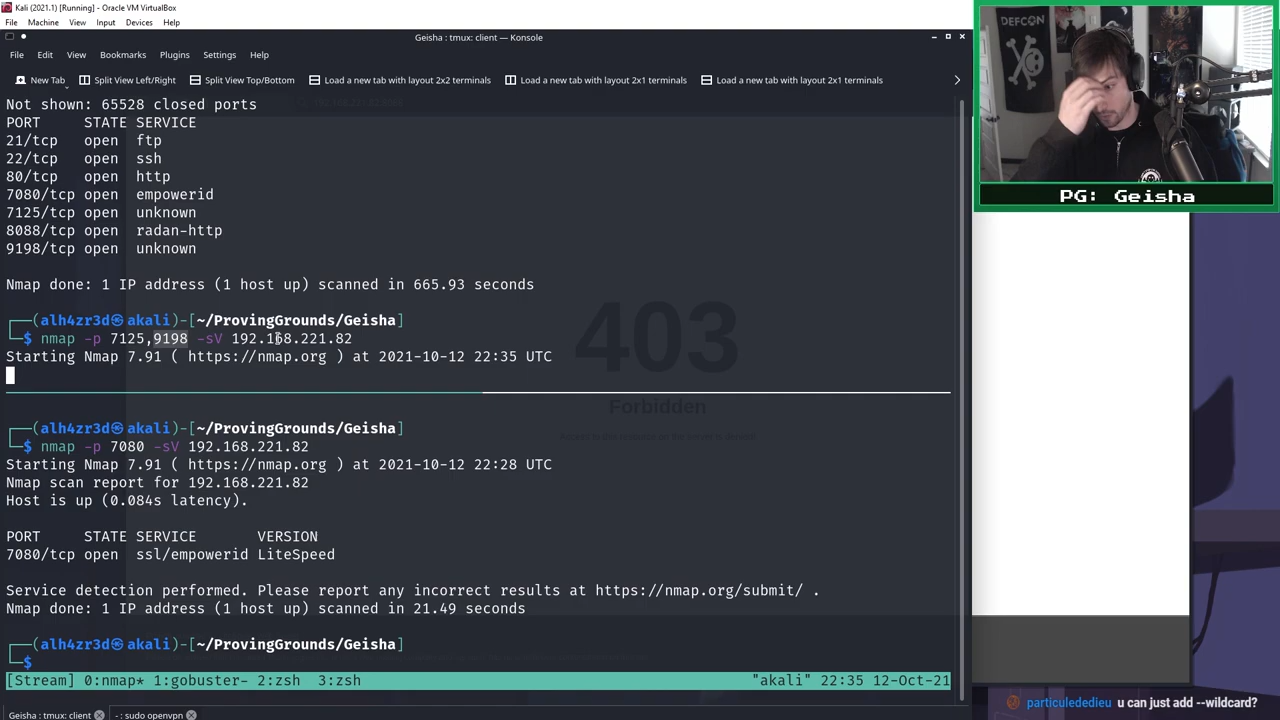 Kali (2021.1) [Running] - Oracle VM VirtualBox
File Machine View Input Devices Help
Geisha : tmux: client — Konsole
File Edit View Bookmarks Plugins Settings Help
New Tab Split View Left/Right Split View Top/Bottom Load a new tab with layout 2x2 terminals Load a new tab with layout 2x1 terminals Load a new tab with layout 2x1 terminals
Not shown: 65528 closed ports
PORT STATE SERVICE
21/tcp open ftp
22/tcp open ssh
80/tcp open http
7080/tcp open empowerid
7125/tcp open unknown
8088/tcp open radan-http
9198/tcp open unknown
Nmap done: 1 IP address (1 host up) scanned in 665.93 seconds
┌──(alh4zr3d㉿akali)-[~/ProvingGrounds/Geisha]
└─$ nmap -p 7125,9198 -sV 192.168.221.82
Starting Nmap 7.91 ( https://nmap.org ) at 2021-10-12 22:35 UTC
403
Forbidden
Access to this resource on the server is denied!
┌──(alh4zr3d㉿akali)-[~/ProvingGrounds/Geisha]
└─$ nmap -p 7080 -sV 192.168.221.82
Starting Nmap 7.91 ( https://nmap.org ) at 2021-10-12 22:28 UTC
Nmap scan report for 192.168.221.82
Host is up (0.084s latency).
PORT STATE SERVICE VERSION
7080/tcp open ssl/empowerid LiteSpeed
Service detection performed. Please report any incorrect results at https://nmap.org/submit/ .
Nmap done: 1 IP address (1 host up) scanned in 21.49 seconds
┌──(alh4zr3d㉿akali)-[~/ProvingGrounds/Geisha]
└─$
[Stream] 0:nmap* 1:gobuster- 2:zsh 3:zsh "akali" 22:35 12-Oct-21
Geisha : tmux: client - : sudo openvpn
DEFCON
PG: Geisha
particulededieu u can just add --wildcard?